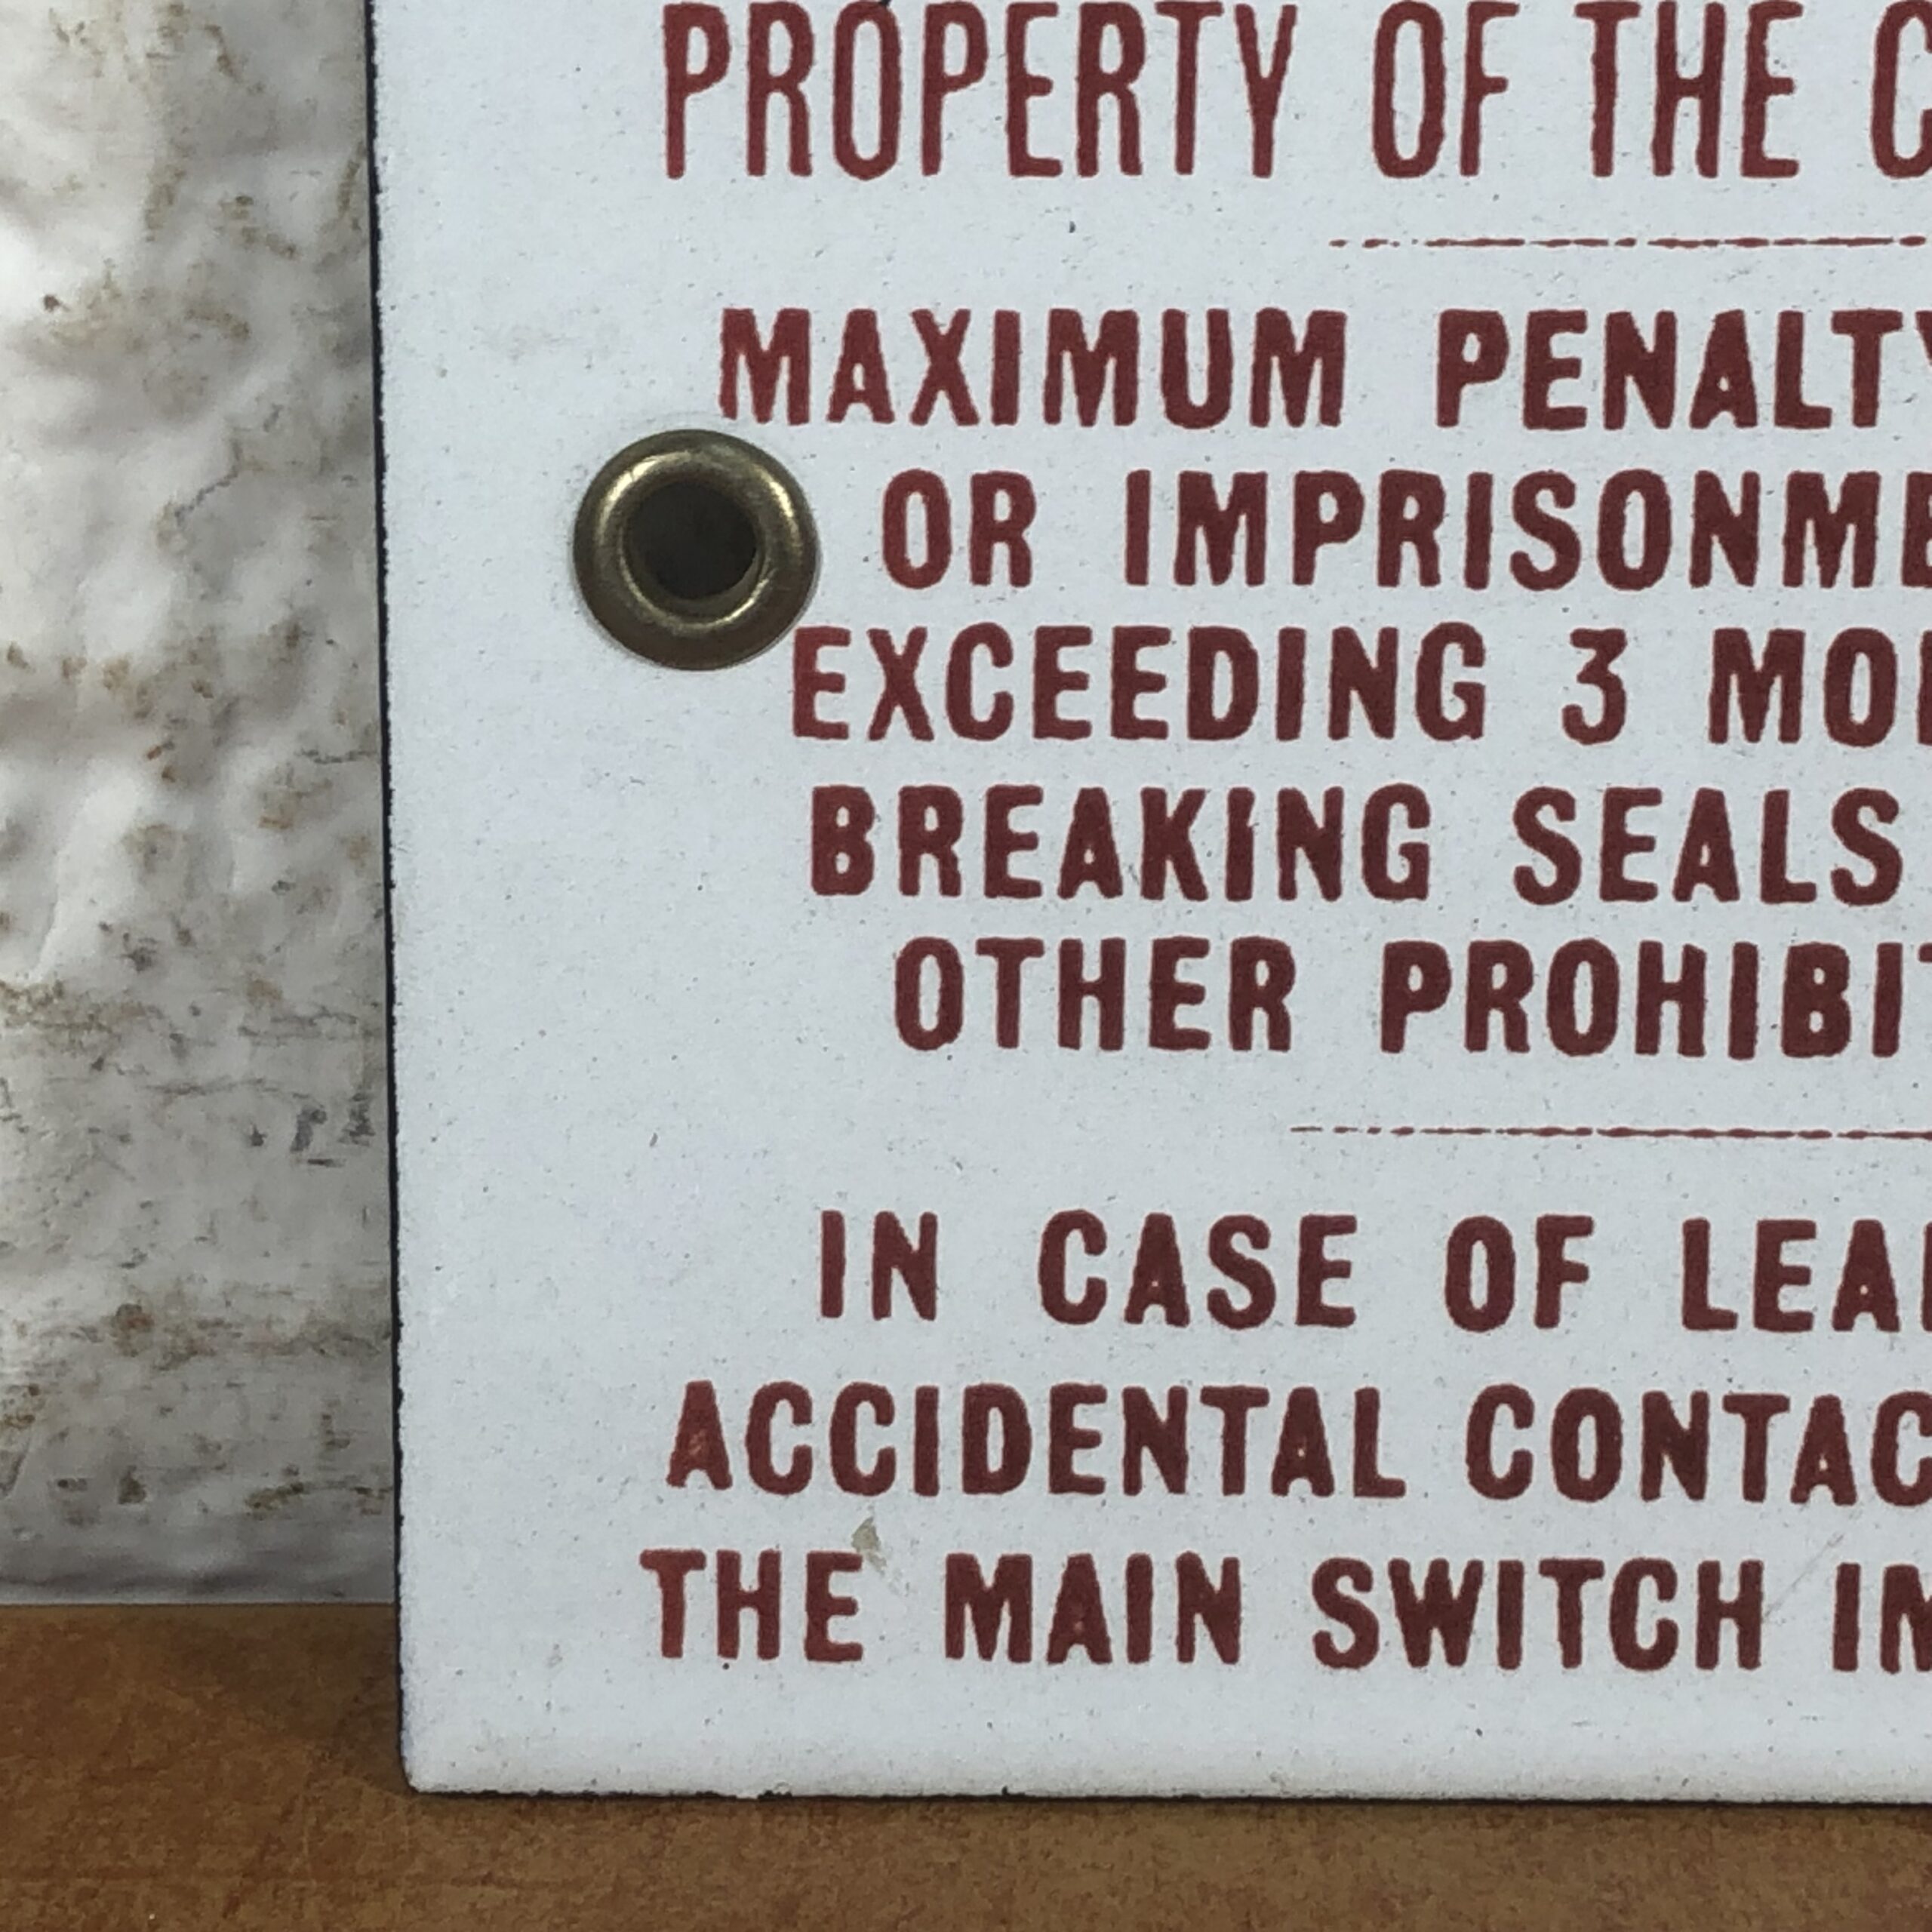 PROPERTY OF THE C
MAXIMUM PENALTY
OR IMPRISONME
EXCEEDING 3 MO
BREAKING SEALS
OTHER PROHIBIT
IN CASE OF LEA
ACCIDENTAL CONTAC
THE MAIN SWITCH IN